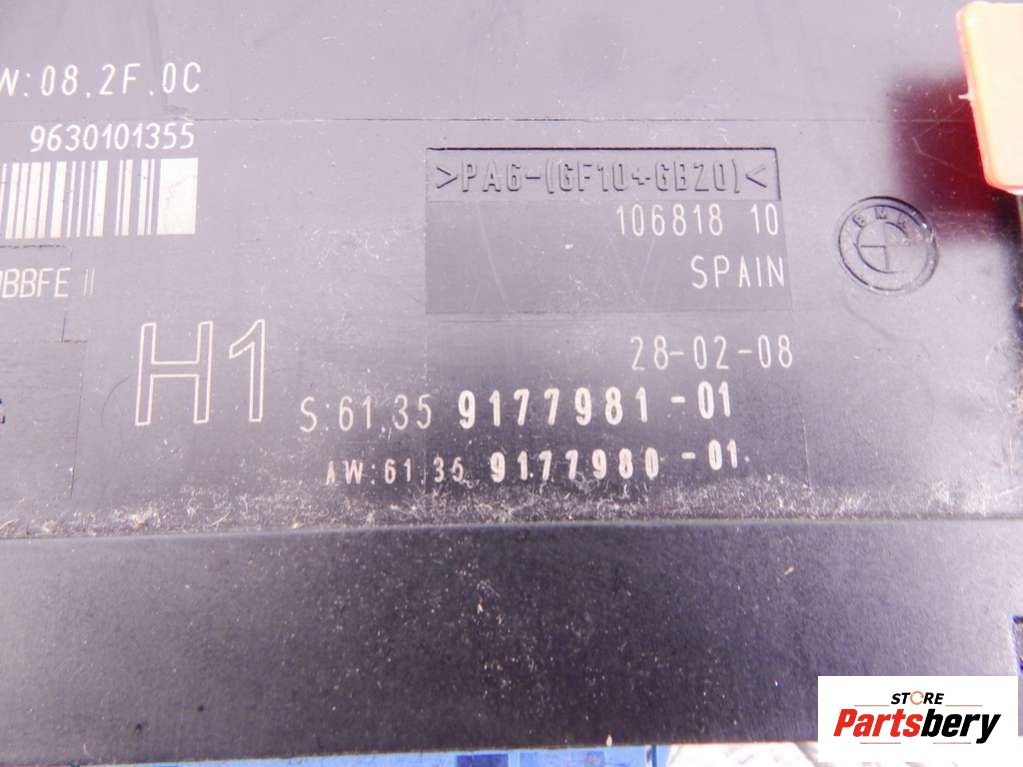 W:08.2F.0C
9630101355
>PA6-(GF10+GB20)<
106818 10
SPAIN
BMW
BBFE II
28-02-08
H1
S:61.35 9177981-01
AW:61.35 9177980-01
STORE
Partsbery